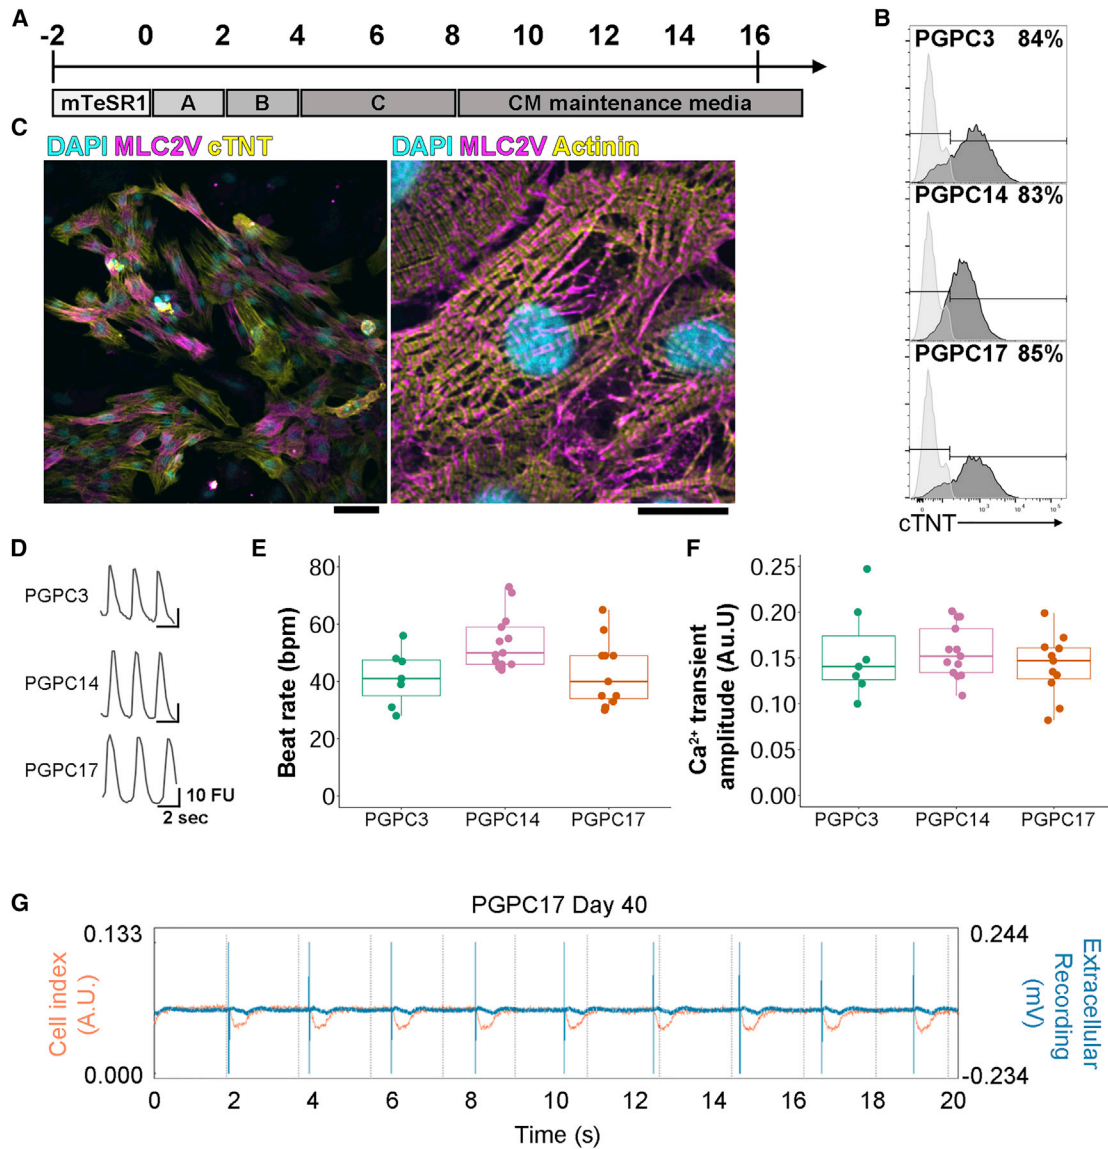 A
-2 0 2 4 6 8 10 12 14 16
mTeSR1 A B C CM maintenance media
B
PGPC3 84%
PGPC14 83%
PGPC17 85%
0 10³ 10⁴ 10⁵
cTNT
C
DAPI MLC2V cTNT
DAPI MLC2V Actinin
D
PGPC3
PGPC14
PGPC17
10 FU
2 sec
E
Beat rate (bpm)
80
60
40
20
0
PGPC3 PGPC14 PGPC17
F
Ca²⁺ transient
amplitude (Au.U)
0.25
0.20
0.15
0.10
0.05
0.00
PGPC3 PGPC14 PGPC17
G
PGPC17 Day 40
Cell index
(A.U.)
0.133
0.000
0.244
-0.234
Extracellular
Recording
(mV)
0 2 4 6 8 10 12 14 16 18 20
Time (s)